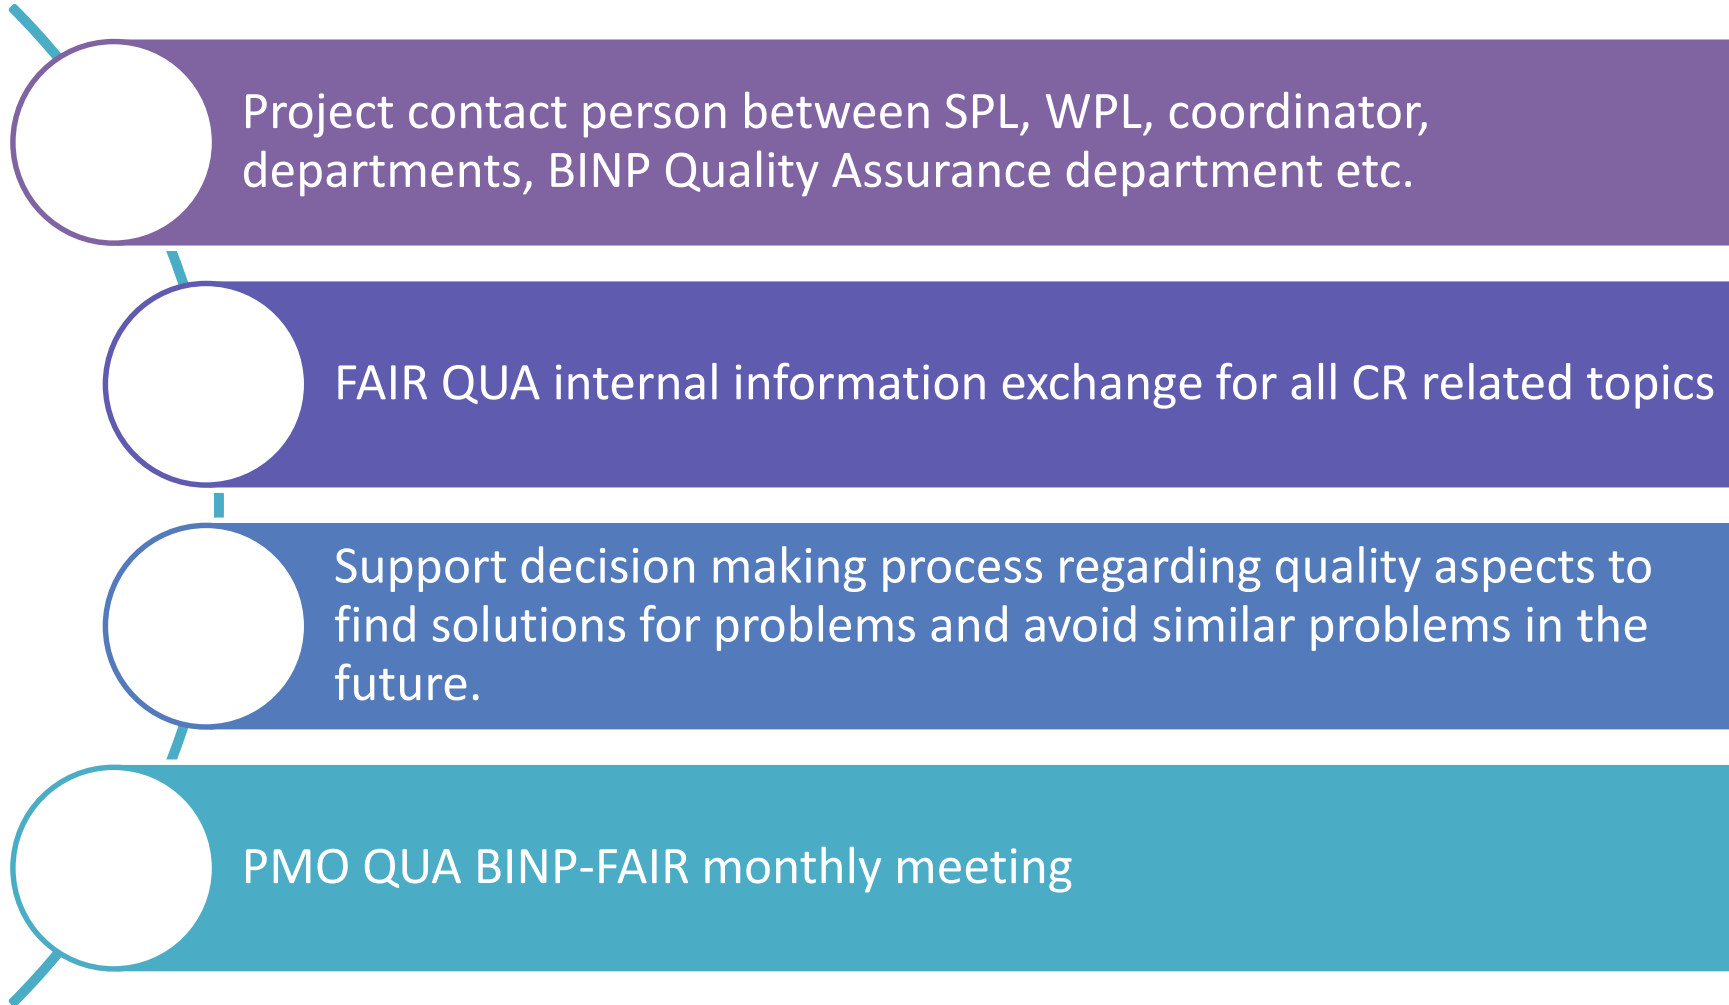 Project contact person between SPL, WPL, coordinator,
departments, BINP Quality Assurance department etc.
FAIR QUA internal information exchange for all CR related topics
Support decision making process regarding quality aspects to
find solutions for problems and avoid similar problems in the
future.
PMO QUA BINP-FAIR monthly meeting